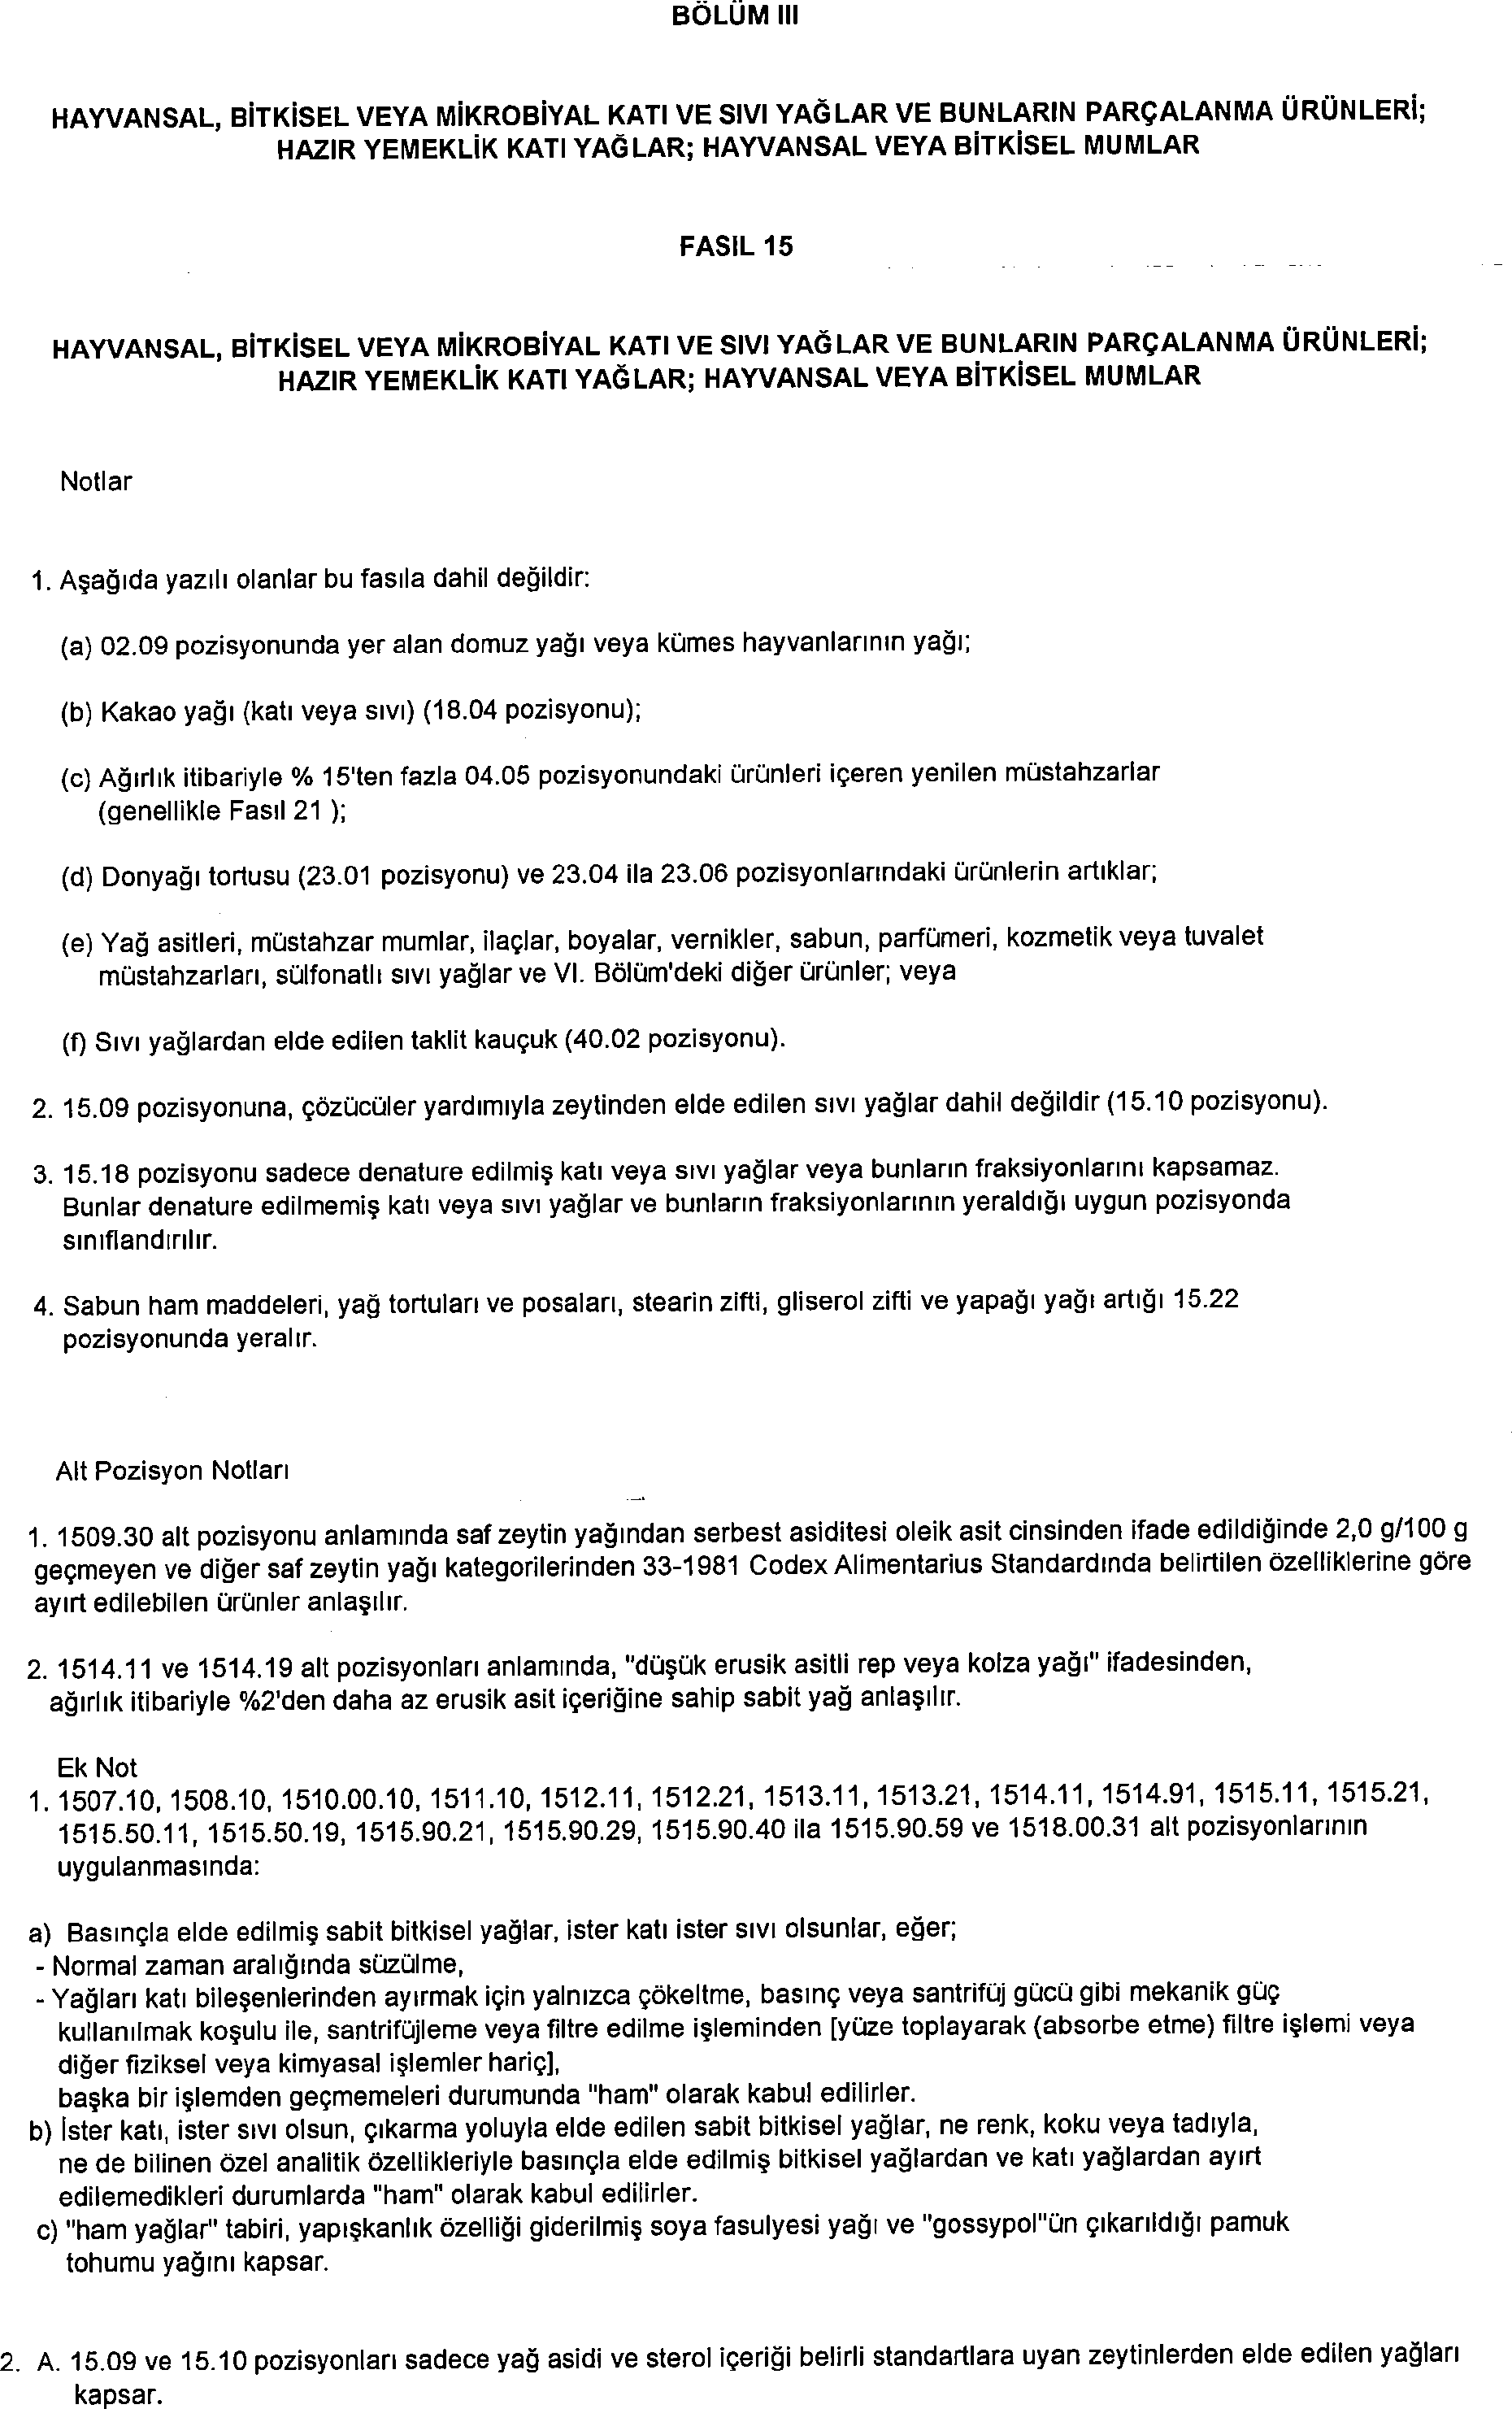 BÖLÜM III
HAYVANSAL, BİTKİSEL VEYA MİKROBİYAL KATI VE SIVI YAĞLAR VE BUNLARIN PARÇALANMA ÜRÜNLERİ;
HAZIR YEMEKLİK KATI YAĞLAR; HAYVANSAL VEYA BİTKİSEL MUMLAR
FASIL 15
HAYVANSAL, BİTKİSEL VEYA MİKROBİYAL KATI VE SIVI YAĞLAR VE BUNLARIN PARÇALANMA ÜRÜNLERİ;
HAZIR YEMEKLİK KATI YAĞLAR; HAYVANSAL VEYA BİTKİSEL MUMLAR
Notlar
1. Aşağıda yazılı olanlar bu fasıla dahil değildir:
(a) 02.09 pozisyonunda yer alan domuz yağı veya kümes hayvanlarının yağı;
(b) Kakao yağı (katı veya sıvı) (18.04 pozisyonu);
(c) Ağırlık itibariyle % 15'ten fazla 04.05 pozisyonundaki ürünleri içeren yenilen müstahzarlar
(genellikle Fasıl 21 );
(d) Donyağı tortusu (23.01 pozisyonu) ve 23.04 ila 23.06 pozisyonlarındaki ürünlerin artıklar;
(e) Yağ asitleri, müstahzar mumlar, ilaçlar, boyalar, vernikler, sabun, parfümeri, kozmetik veya tuvalet
müstahzarları, sülfonatlı sıvı yağlar ve VI. Bölüm'deki diğer ürünler; veya
(f) Sıvı yağlardan elde edilen taklit kauçuk (40.02 pozisyonu).
2. 15.09 pozisyonuna, çözücüler yardımıyla zeytinden elde edilen sıvı yağlar dahil değildir (15.10 pozisyonu).
3. 15.18 pozisyonu sadece denature edilmiş katı veya sıvı yağlar veya bunların fraksiyonlarını kapsamaz.
Bunlar denature edilmemiş katı veya sıvı yağlar ve bunların fraksiyonlarının yeraldığı uygun pozisyonda
sınıflandırılır.
4. Sabun ham maddeleri, yağ tortuları ve posaları, stearin zifti, gliserol zifti ve yapağı yağı artığı 15.22
pozisyonunda yeralır.
Alt Pozisyon Notları
1. 1509.30 alt pozisyonu anlamında saf zeytin yağından serbest asiditesi oleik asit cinsinden ifade edildiğinde 2,0 g/100 g
geçmeyen ve diğer saf zeytin yağı kategorilerinden 33-1981 Codex Alimentarius Standardında belirtilen özelliklerine göre
ayırt edilebilen ürünler anlaşılır.
2. 1514.11 ve 1514.19 alt pozisyonları anlamında, "düşük erusik asitli rep veya kolza yağı" ifadesinden,
ağırlık itibariyle %2'den daha az erusik asit içeriğine sahip sabit yağ anlaşılır.
Ek Not
1. 1507.10, 1508.10, 1510.00.10, 1511.10, 1512.11, 1512.21, 1513.11, 1513.21, 1514.11, 1514.91, 1515.11, 1515.21,
1515.50.11, 1515.50.19, 1515.90.21, 1515.90.29, 1515.90.40 ila 1515.90.59 ve 1518.00.31 alt pozisyonlarının
uygulanmasında:
a) Basınçla elde edilmiş sabit bitkisel yağlar, ister katı ister sıvı olsunlar, eğer;
- Normal zaman aralığında süzülme,
- Yağları katı bileşenlerinden ayırmak için yalnızca çökeltme, basınç veya santrifüj gücü gibi mekanik güç
kullanılmak koşulu ile, santrifüjleme veya filtre edilme işleminden [yüze toplayarak (absorbe etme) filtre işlemi veya
diğer fiziksel veya kimyasal işlemler hariç],
başka bir işlemden geçmemeleri durumunda "ham" olarak kabul edilirler.
b) İster katı, ister sıvı olsun, çıkarma yoluyla elde edilen sabit bitkisel yağlar, ne renk, koku veya tadıyla,
ne de bilinen özel analitik özellikleriyle basınçla elde edilmiş bitkisel yağlardan ve katı yağlardan ayırt
edilemedikleri durumlarda "ham" olarak kabul edilirler.
c) "ham yağlar" tabiri, yapışkanlık özelliği giderilmiş soya fasulyesi yağı ve "gossypol"ün çıkarıldığı pamuk
tohumu yağını kapsar.
2. A. 15.09 ve 15.10 pozisyonları sadece yağ asidi ve sterol içeriği belirli standartlara uyan zeytinlerden elde edilen yağları
kapsar.